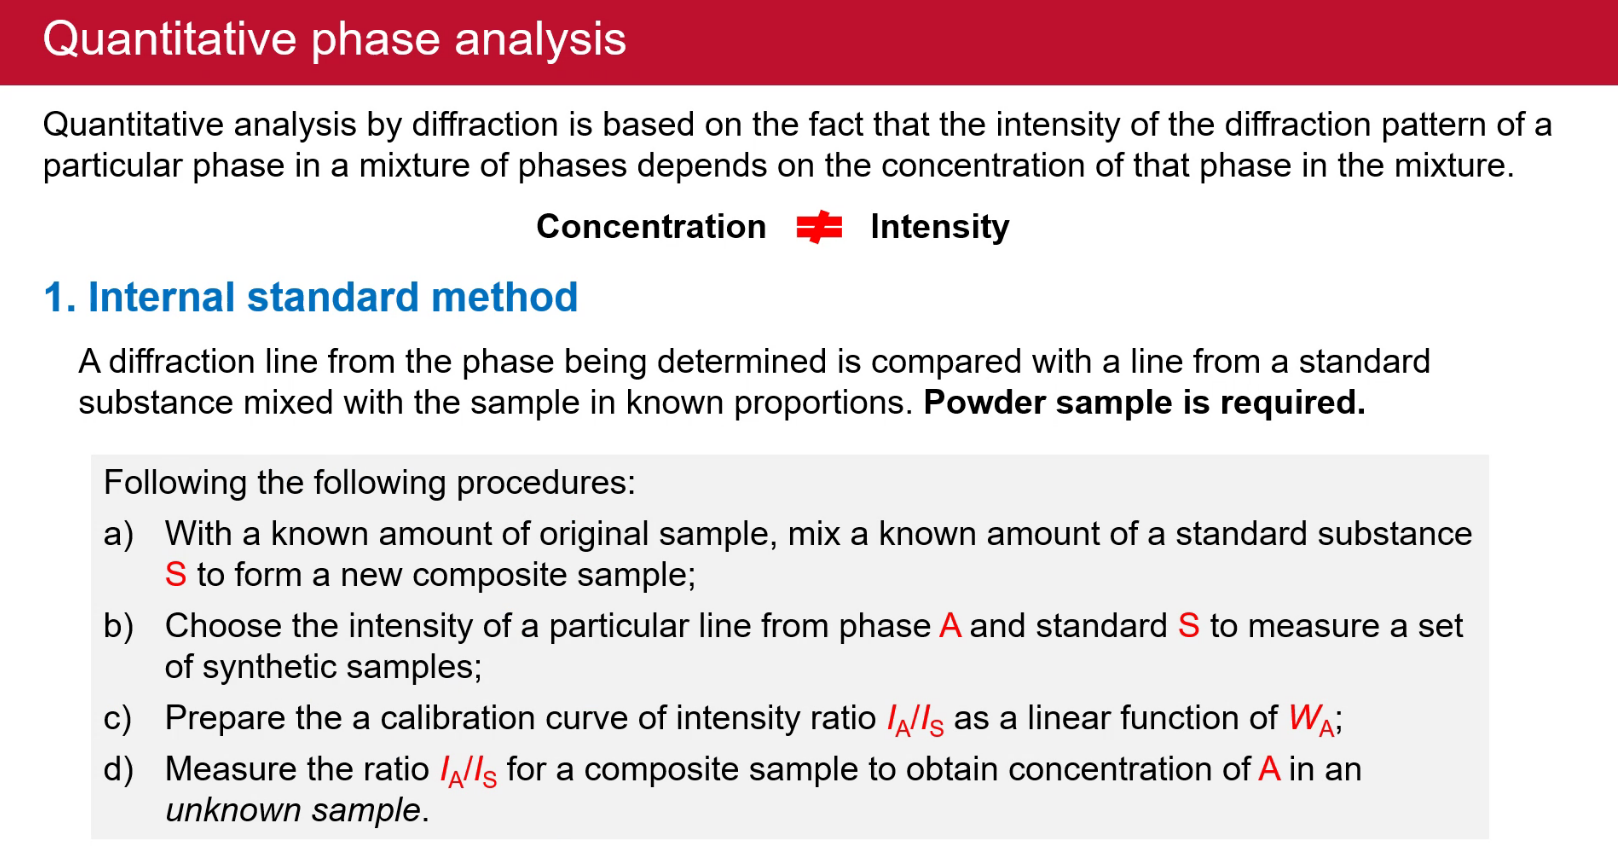 Quantitative phase analysis
Quantitative analysis by diffraction is based on the fact that the intensity of the diffraction pattern of a
particular phase in a mixture of phases depends on the concentration of that phase in the mixture.
Concentration ≠ Intensity
1. Internal standard method
A diffraction line from the phase being determined is compared with a line from a standard
substance mixed with the sample in known proportions. Powder sample is required.
Following the following procedures:
a) With a known amount of original sample, mix a known amount of a standard substance
S to form a new composite sample;
b) Choose the intensity of a particular line from phase A and standard S to measure a set
of synthetic samples;
c) Prepare the a calibration curve of intensity ratio I_A/I_S as a linear function of W_A;
d) Measure the ratio I_A/I_S for a composite sample to obtain concentration of A in an
unknown sample.